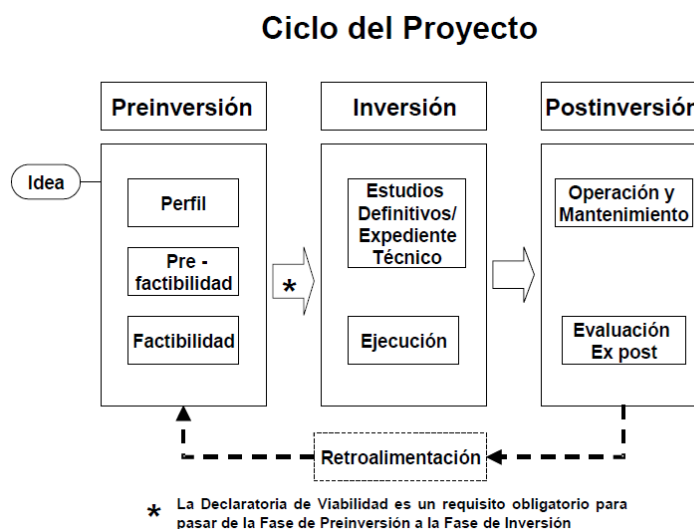 Ciclo del Proyecto
Preinversión
Inversión
Postinversión
Idea
Perfil
Pre -
factibilidad
Factibilidad
*
Estudios
Definitivos/
Expediente
Técnico
Ejecución
Operación y
Mantenimiento
Evaluación
Ex post
Retroalimentación
* La Declaratoria de Viabilidad es un requisito obligatorio para
pasar de la Fase de Preinversión a la Fase de Inversión